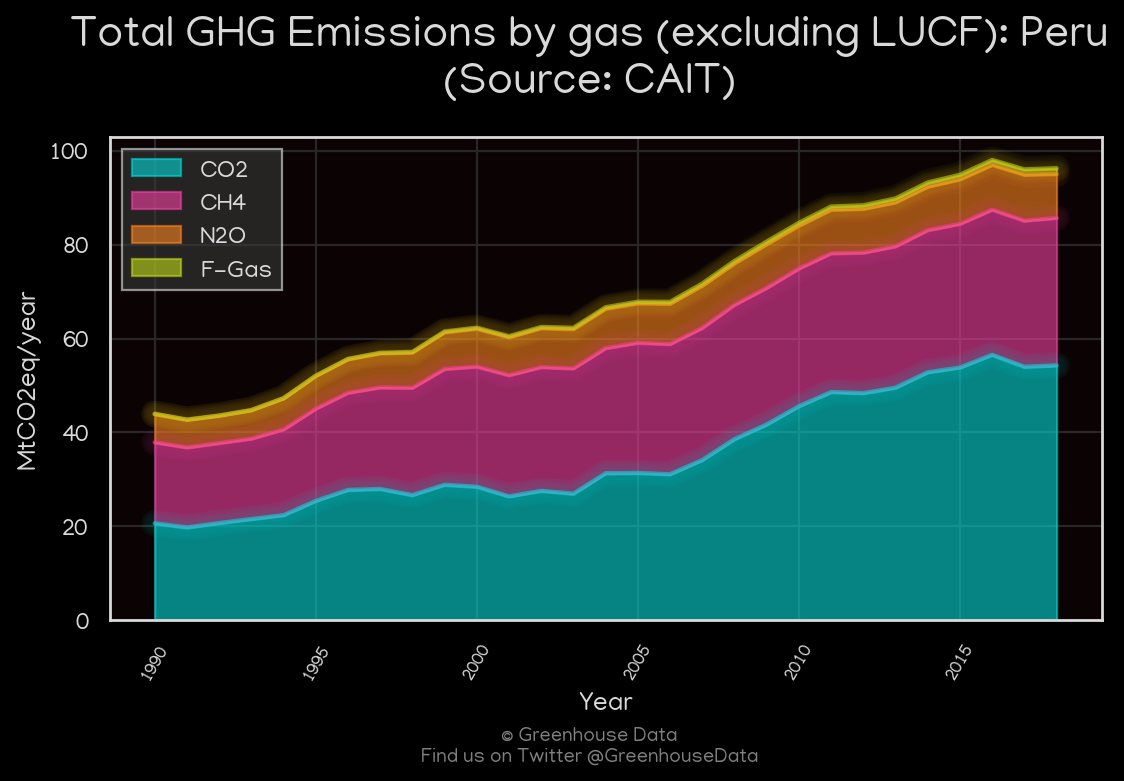 Total GHG Emissions by gas (excluding LUCF): Peru
(Source: CAIT)
100
80
60
40
20
0
MtCO2eq/year
CO2
CH4
N2O
F-Gas
1990
1995
2000
2005
2010
2015
Year
© Greenhouse Data
Find us on Twitter @GreenhouseData